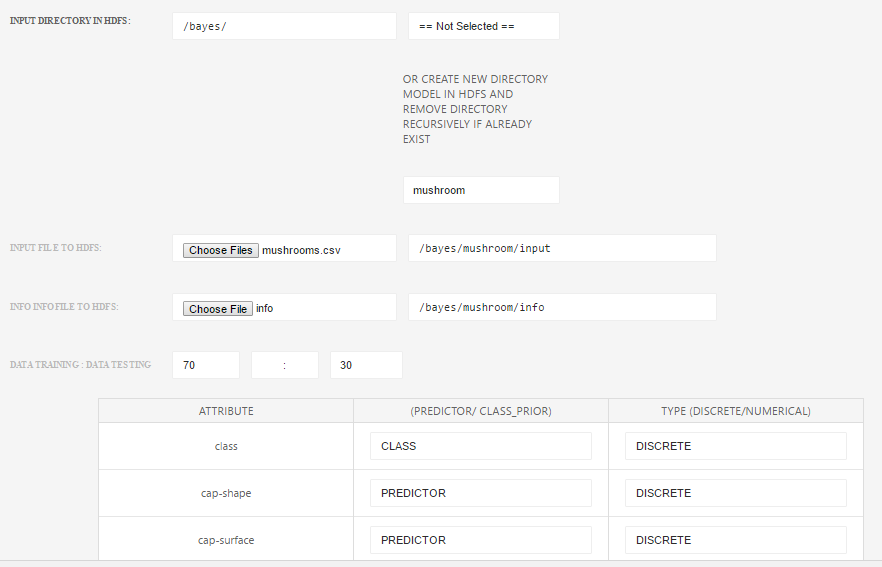 INPUT DIRECTORY IN HDFS:
/bayes/
== Not Selected ==
OR CREATE NEW DIRECTORY
MODEL IN HDFS AND
REMOVE DIRECTORY
RECURSIVELY IF ALREADY
EXIST
mushroom
INPUT FILE TO HDFS:
Choose Files mushrooms.csv
/bayes/mushroom/input
INFO INFO FILE TO HDFS:
Choose File info
/bayes/mushroom/info
DATA TRAINING : DATA TESTING
70
:
30
ATTRIBUTE
(PREDICTOR/ CLASS_PRIOR)
TYPE (DISCRETE/NUMERICAL)
class
CLASS
DISCRETE
cap-shape
PREDICTOR
DISCRETE
cap-surface
PREDICTOR
DISCRETE